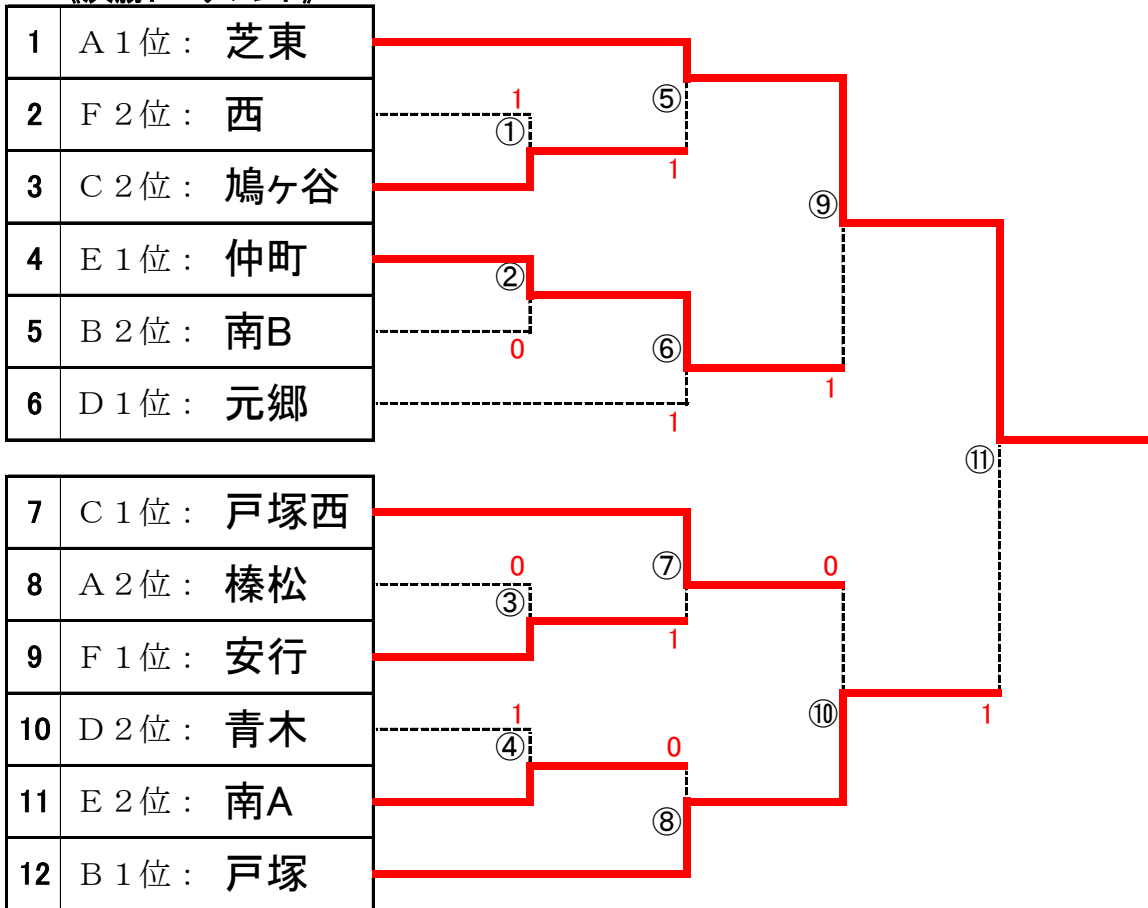 1 A1位： 芝東
2 F2位： 西
3 C2位： 鳩ヶ谷
4 E1位： 仲町
5 B2位： 南B
6 D1位： 元郷
7 C1位： 戸塚西
8 A2位： 榛松
9 F1位： 安行
10 D2位： 青木
11 E2位： 南A
12 B1位： 戸塚
1
①
②
0
0
③
1
④
⑤
1
⑥
1
⑦
1
0
⑧
⑨
1
0
⑩
⑪
1